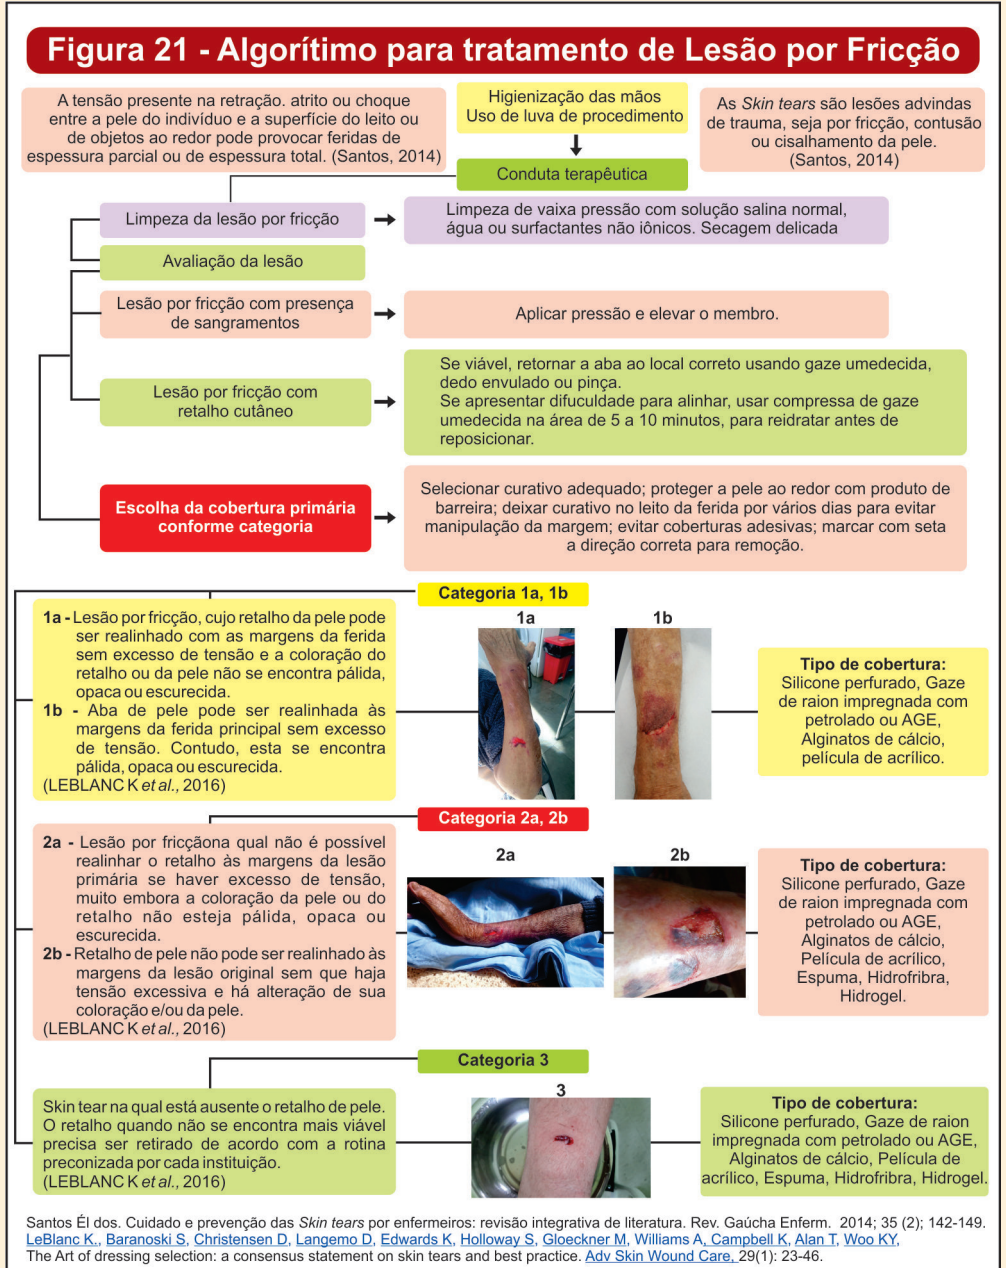 Figura 21 - Algorítimo para tratamento de Lesão por Fricção
A tensão presente na retração. atrito ou choque
entre a pele do indivíduo e a superfície do leito ou
de objetos ao redor pode provocar feridas de
espessura parcial ou de espessura total. (Santos, 2014)
Higienização das mãos
Uso de luva de procedimento
As Skin tears são lesões advindas
de trauma, seja por fricção, contusão
ou cisalhamento da pele.
(Santos, 2014)
Conduta terapêutica
Limpeza da lesão por fricção
Limpeza de vaixa pressão com solução salina normal,
água ou surfactantes não iônicos. Secagem delicada
Avaliação da lesão
Lesão por fricção com presença
de sangramentos
Aplicar pressão e elevar o membro.
Lesão por fricção com
retalho cutâneo
Se viável, retornar a aba ao local correto usando gaze umedecida,
dedo envulado ou pinça.
Se apresentar difuculdade para alinhar, usar compressa de gaze
umedecida na área de 5 a 10 minutos, para reidratar antes de
reposicionar.
Escolha da cobertura primária
conforme categoria
Selecionar curativo adequado; proteger a pele ao redor com produto de
barreira; deixar curativo no leito da ferida por vários dias para evitar
manipulação da margem; evitar coberturas adesivas; marcar com seta
a direção correta para remoção.
Categoria 1a, 1b
1a - Lesão por fricção, cujo retalho da pele pode
ser realinhado com as margens da ferida
sem excesso de tensão e a coloração do
retalho ou da pele não se encontra pálida,
opaca ou escurecida.
1b - Aba de pele pode ser realinhada às
margens da ferida principal sem excesso
de tensão. Contudo, esta se encontra
pálida, opaca ou escurecida.
(LEBLANC K et al., 2016)
1a
1b
Tipo de cobertura:
Silicone perfurado, Gaze
de raion impregnada com
petrolado ou AGE,
Alginatos de cálcio,
película de acrílico.
Categoria 2a, 2b
2a - Lesão por fricçãona qual não é possível
realinhar o retalho às margens da lesão
primária se haver excesso de tensão,
muito embora a coloração da pele ou do
retalho não esteja pálida, opaca ou
escurecida.
2b - Retalho de pele não pode ser realinhado às
margens da lesão original sem que haja
tensão excessiva e há alteração de sua
coloração e/ou da pele.
(LEBLANC K et al., 2016)
2a
2b
Tipo de cobertura:
Silicone perfurado, Gaze
de raion impregnada com
petrolado ou AGE,
Alginatos de cálcio,
Película de acrílico,
Espuma, Hidrofribra,
Hidrogel.
Categoria 3
Skin tear na qual está ausente o retalho de pele.
O retalho quando não se encontra mais viável
precisa ser retirado de acordo com a rotina
preconizada por cada instituição.
(LEBLANC K et al., 2016)
3
Tipo de cobertura:
Silicone perfurado, Gaze de raion
impregnada com petrolado ou AGE,
Alginatos de cálcio, Película de
acrílico, Espuma, Hidrofribra, Hidrogel.
Santos Él dos. Cuidado e prevenção das Skin tears por enfermeiros: revisão integrativa de literatura. Rev. Gaúcha Enferm. 2014; 35 (2); 142-149.
LeBlanc K., Baranoski S, Christensen D, Langemo D, Edwards K, Holloway S, Gloeckner M, Williams A, Campbell K, Alan T, Woo KY,
The Art of dressing selection: a consensus statement on skin tears and best practice. Adv Skin Wound Care, 29(1): 23-46.